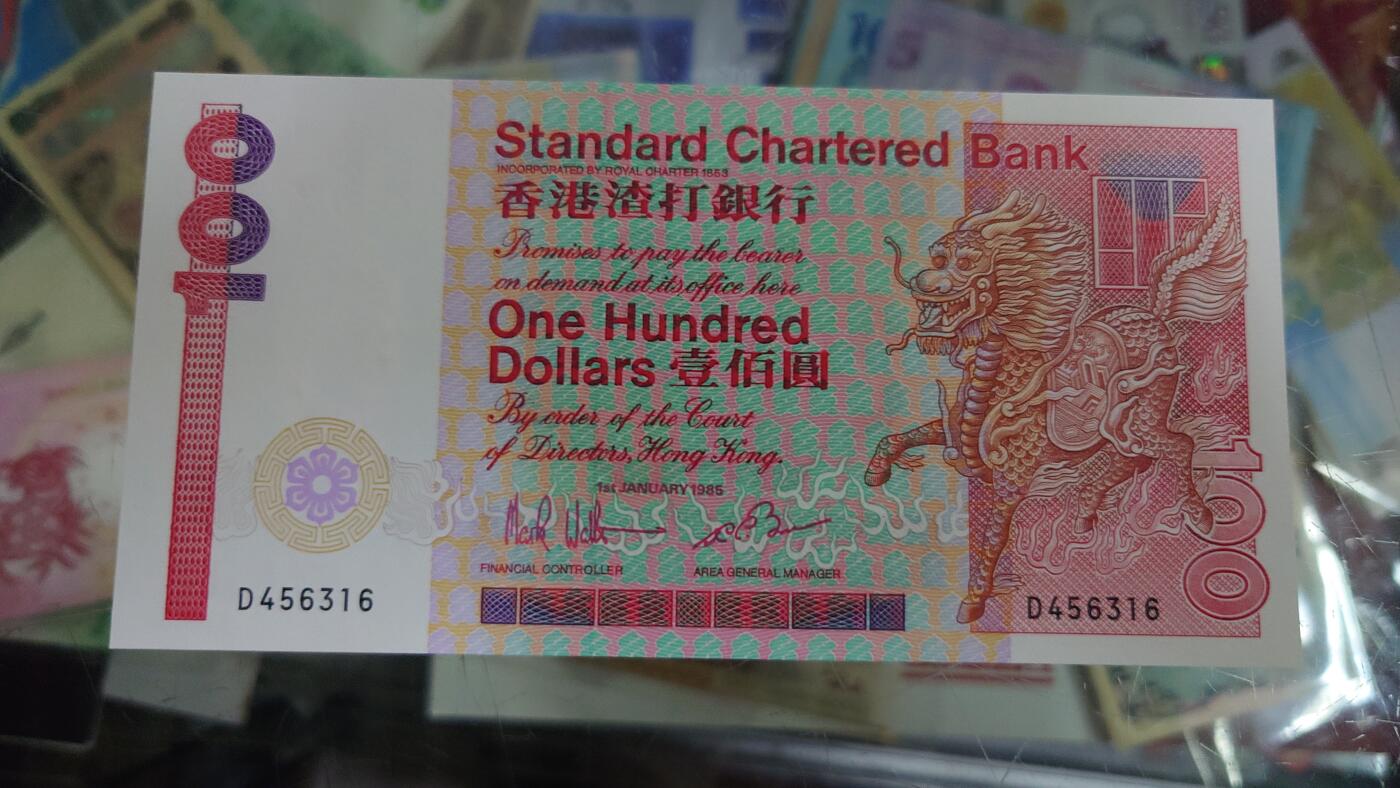 100
Standard Chartered Bank
INCORPORATED BY ROYAL CHARTER 1853
香港渣打銀行
Promises to pay the bearer
on demand at its office here
One Hundred
Dollars 壹佰圓
By order of the Court
of Directors, Hong Kong.
1st JANUARY 1985
FINANCIAL CONTROLLER
AREA GENERAL MANAGER
D456316
D456316
100